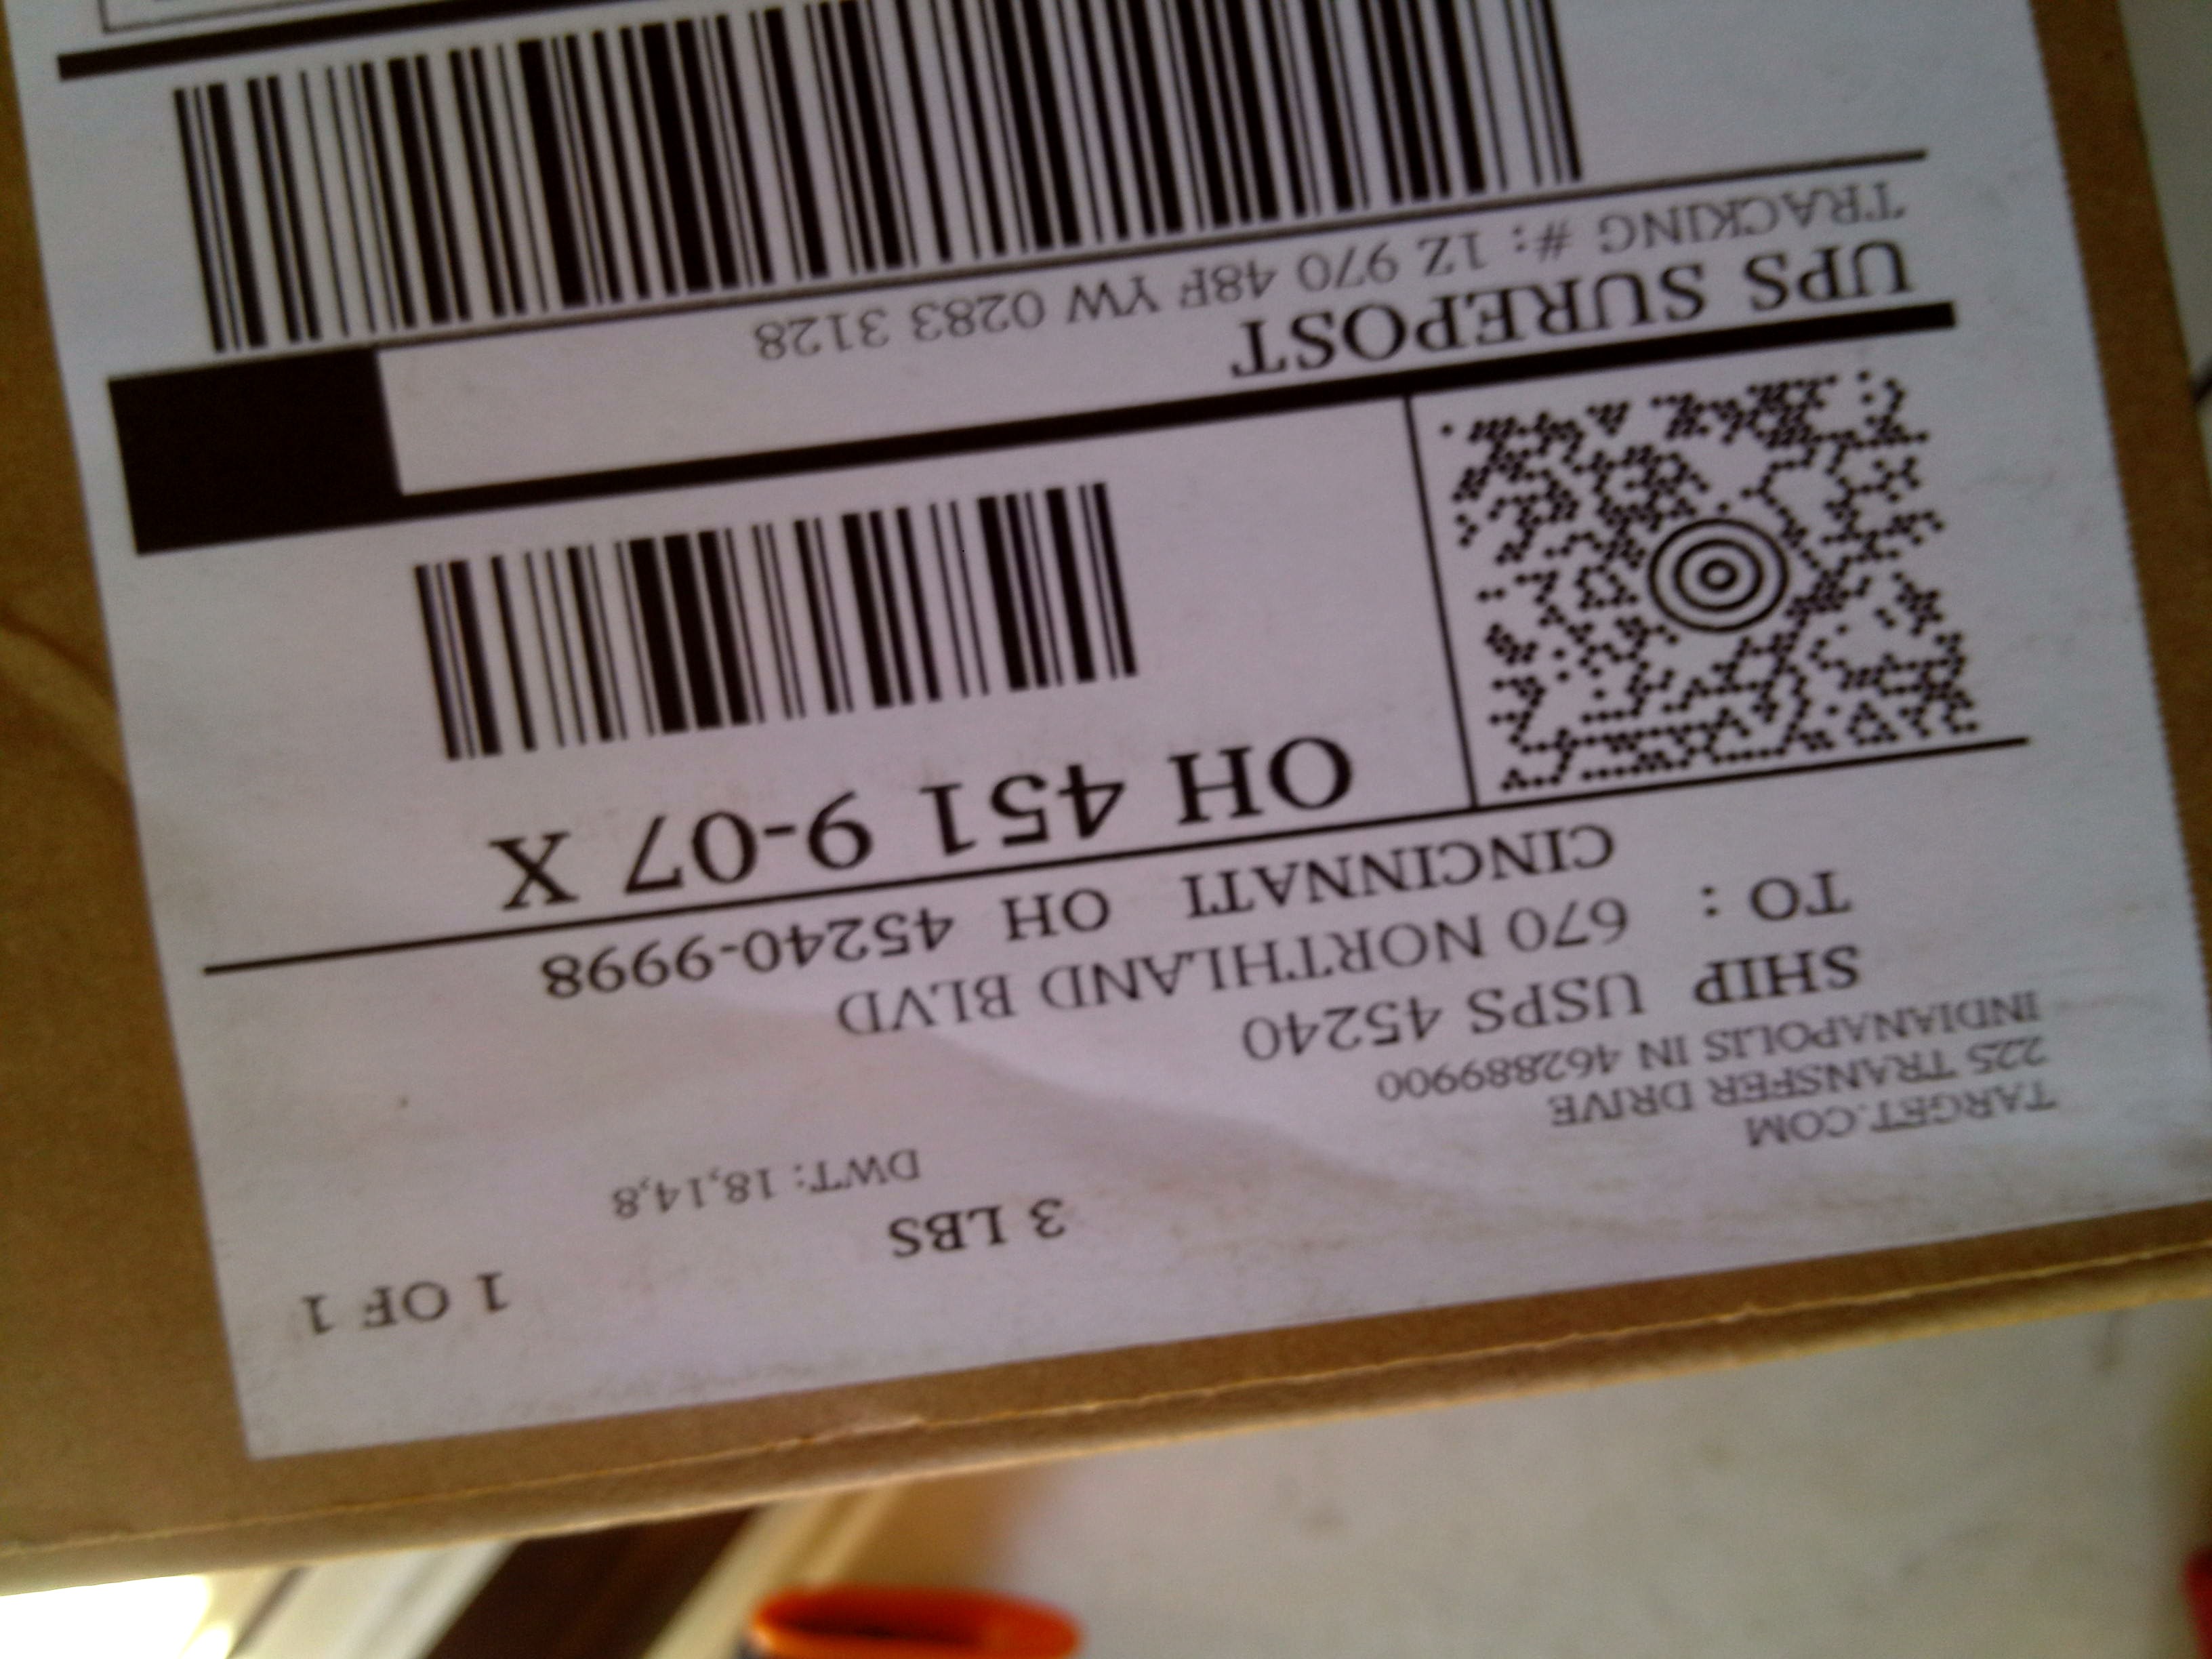 TARGET.COM
225 TRANSFER DRIVE
INDIANAPOLIS IN 462889900
3 LBS
1 OF 1
DWT: 18,14,8
SHIP USPS 45240
TO: 670 NORTHLAND BLVD
CINCINNATI OH 45240-9998
OH 451 9-07 X
UPS SUREPOST
TRACKING #: 1Z 970 48F YW 0283 3128